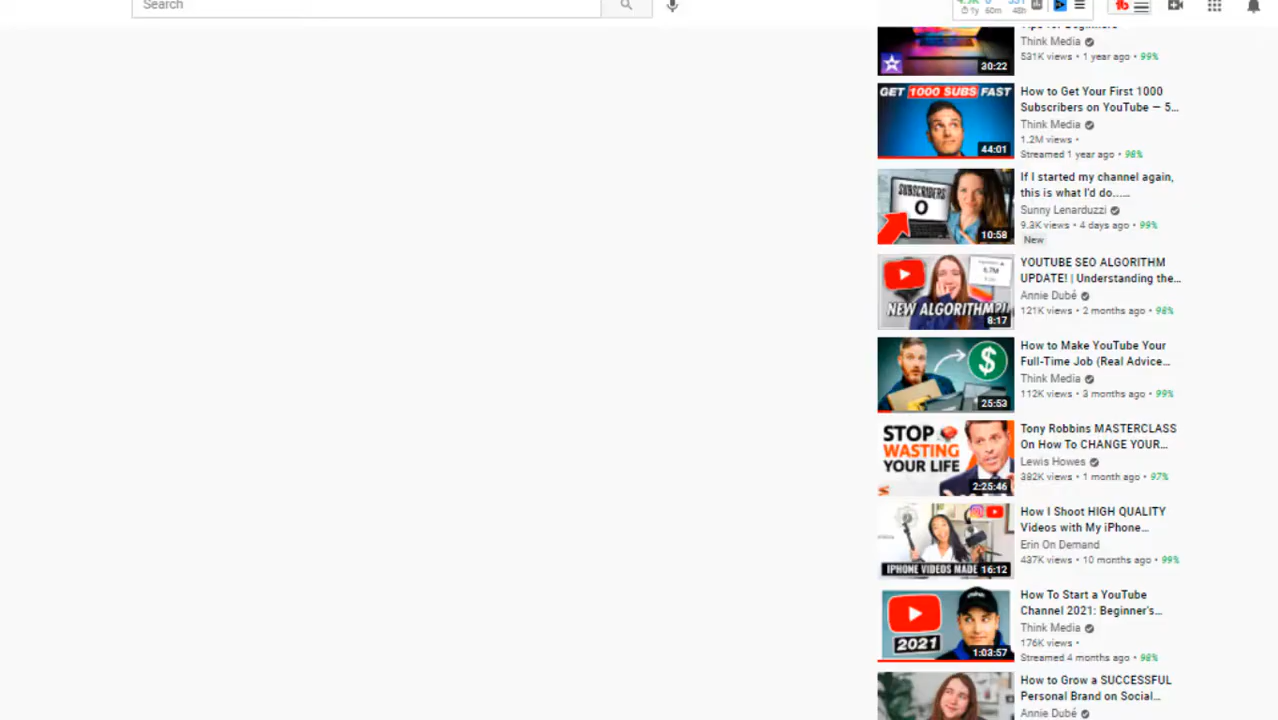 Search
1y 60m 48h
Tips for Beginners
Think Media
531K views • 1 year ago • 99%
30:22
GET 1000 SUBS FAST
44:01
How to Get Your First 1000
Subscribers on YouTube — 5...
Think Media
1.2M views •
Streamed 1 year ago • 98%
SUBSCRIBERS
0
10:58
If I started my channel again,
this is what I'd do......
Sunny Lenarduzzi
9.3K views • 4 days ago • 99%
New
NEW ALGORITHM?!
8:17
YOUTUBE SEO ALGORITHM
UPDATE! | Understanding the...
Annie Dubé
121K views • 2 months ago • 98%
$
25:53
How to Make YouTube Your
Full-Time Job (Real Advice...
Think Media
112K views • 3 months ago • 99%
STOP
WASTING
YOUR LIFE
2:25:46
Tony Robbins MASTERCLASS
On How To CHANGE YOUR...
Lewis Howes
382K views • 1 month ago • 97%
IPHONE VIDEOS MADE
16:12
How I Shoot HIGH QUALITY
Videos with My iPhone...
Erin On Demand
437K views • 10 months ago • 99%
2021
1:03:57
How To Start a YouTube
Channel 2021: Beginner's...
Think Media
176K views •
Streamed 4 months ago • 98%
How to Grow a SUCCESSFUL
Personal Brand on Social...
Annie Dubé